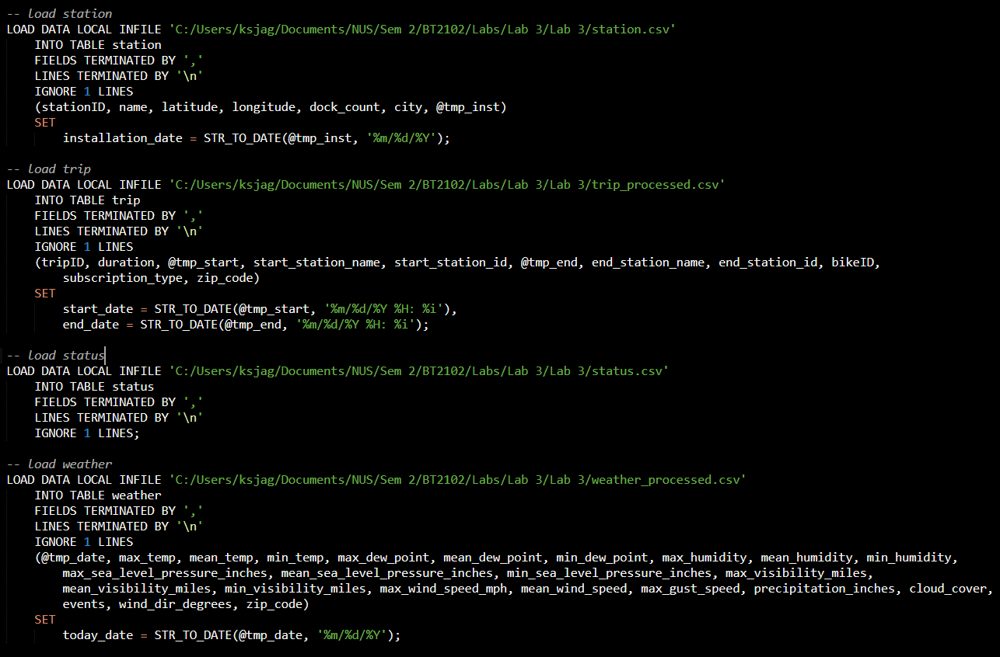 -- load station
LOAD DATA LOCAL INFILE 'C:/Users/ksjag/Documents/NUS/Sem 2/BT2102/Labs/Lab 3/Lab 3/station.csv'
INTO TABLE station
FIELDS TERMINATED BY ','
LINES TERMINATED BY '\n'
IGNORE 1 LINES
(stationID, name, latitude, longitude, dock_count, city, @tmp_inst)
SET
installation_date = STR_TO_DATE(@tmp_inst, '%m/%d/%Y');
-- load trip
LOAD DATA LOCAL INFILE 'C:/Users/ksjag/Documents/NUS/Sem 2/BT2102/Labs/Lab 3/Lab 3/trip_processed.csv'
INTO TABLE trip
FIELDS TERMINATED BY ','
LINES TERMINATED BY '\n'
IGNORE 1 LINES
(tripID, duration, @tmp_start, start_station_name, start_station_id, @tmp_end, end_station_name, end_station_id, bikeID,
subscription_type, zip_code)
SET
start_date = STR_TO_DATE(@tmp_start, '%m/%d/%Y %H: %i'),
end_date = STR_TO_DATE(@tmp_end, '%m/%d/%Y %H: %i');
-- load status
LOAD DATA LOCAL INFILE 'C:/Users/ksjag/Documents/NUS/Sem 2/BT2102/Labs/Lab 3/Lab 3/status.csv'
INTO TABLE status
FIELDS TERMINATED BY ','
LINES TERMINATED BY '\n'
IGNORE 1 LINES;
-- load weather
LOAD DATA LOCAL INFILE 'C:/Users/ksjag/Documents/NUS/Sem 2/BT2102/Labs/Lab 3/Lab 3/weather_processed.csv'
INTO TABLE weather
FIELDS TERMINATED BY ','
LINES TERMINATED BY '\n'
IGNORE 1 LINES
(@tmp_date, max_temp, mean_temp, min_temp, max_dew_point, mean_dew_point, min_dew_point, max_humidity, mean_humidity, min_humidity,
max_sea_level_pressure_inches, mean_sea_level_pressure_inches, min_sea_level_pressure_inches, max_visibility_miles,
mean_visibility_miles, min_visibility_miles, max_wind_speed_mph, mean_wind_speed, max_gust_speed, precipitation_inches, cloud_cover,
events, wind_dir_degrees, zip_code)
SET
today_date = STR_TO_DATE(@tmp_date, '%m/%d/%Y');